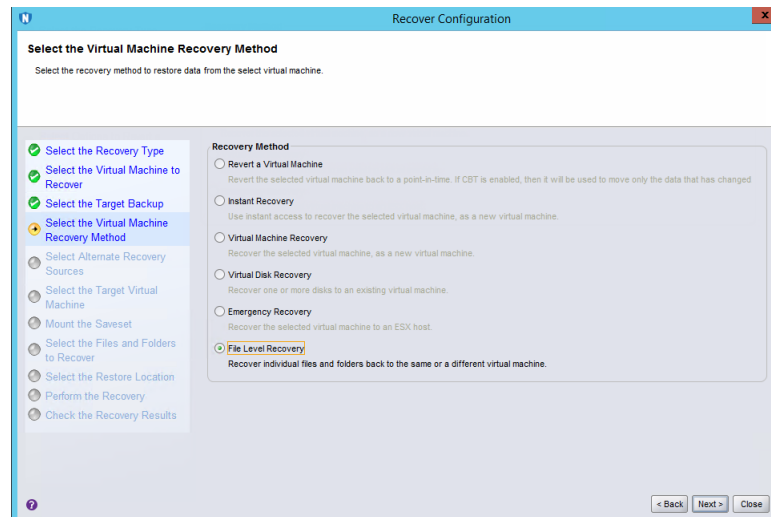 N
Recover Configuration
x
Select the Virtual Machine Recovery Method
Select the recovery method to restore data from the select virtual machine.
Select the Recovery Type
Select the Virtual Machine to
Recover
Select the Target Backup
Select the Virtual Machine
Recovery Method
Select Alternate Recovery
Sources
Select the Target Virtual
Machine
Mount the Saveset
Select the Files and Folders
to Recover
Select the Restore Location
Perform the Recovery
Check the Recovery Results
Recovery Method
Revert a Virtual Machine
Revert the selected virtual machine back to a point-in-time. If CBT is enabled, then it will be used to move only the data that has changed
Instant Recovery
Use instant access to recover the selected virtual machine, as a new virtual machine.
Virtual Machine Recovery
Recover the selected virtual machine, as a new virtual machine.
Virtual Disk Recovery
Recover one or more disks to an existing virtual machine.
Emergency Recovery
Recover the selected virtual machine to an ESX host.
File Level Recovery
Recover individual files and folders back to the same or a different virtual machine.
?
< Back Next > Close